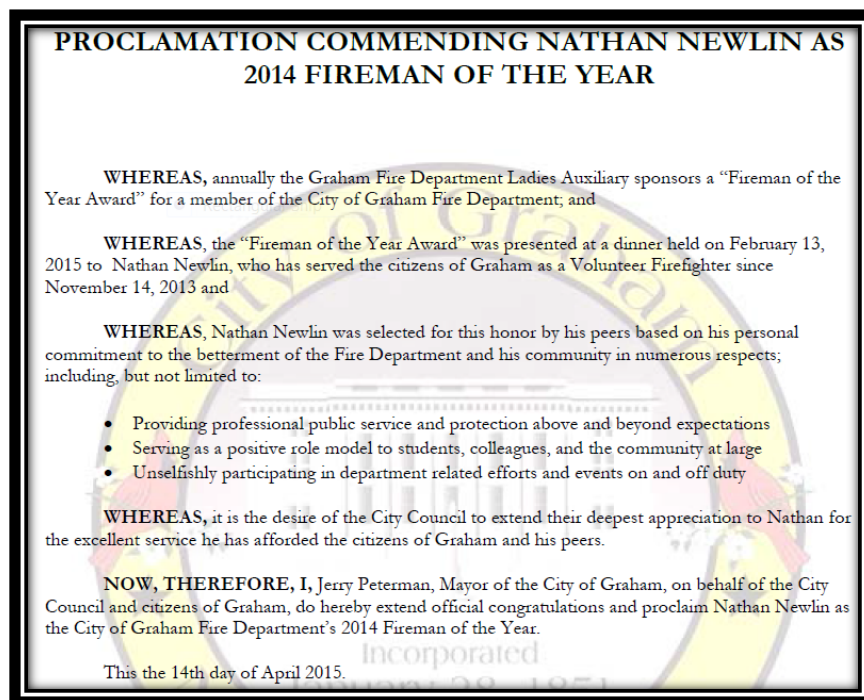 PROCLAMATION COMMENDING NATHAN NEWLIN AS
2014 FIREMAN OF THE YEAR
WHEREAS, annually the Graham Fire Department Ladies Auxiliary sponsors a “Fireman of the
Year Award” for a member of the City of Graham Fire Department; and
WHEREAS, the “Fireman of the Year Award” was presented at a dinner held on February 13,
2015 to Nathan Newlin, who has served the citizens of Graham as a Volunteer Firefighter since
November 14, 2013 and
WHEREAS, Nathan Newlin was selected for this honor by his peers based on his personal
commitment to the betterment of the Fire Department and his community in numerous respects;
including, but not limited to:
• Providing professional public service and protection above and beyond expectations
• Serving as a positive role model to students, colleagues, and the community at large
• Unselfishly participating in department related efforts and events on and off duty
WHEREAS, it is the desire of the City Council to extend their deepest appreciation to Nathan for
the excellent service he has afforded the citizens of Graham and his peers.
NOW, THEREFORE, I, Jerry Peterman, Mayor of the City of Graham, on behalf of the City
Council and citizens of Graham, do hereby extend official congratulations and proclaim Nathan Newlin as
the City of Graham Fire Department’s 2014 Fireman of the Year.
This the 14th day of April 2015.
City of Graham
Incorporated
January 28, 1851